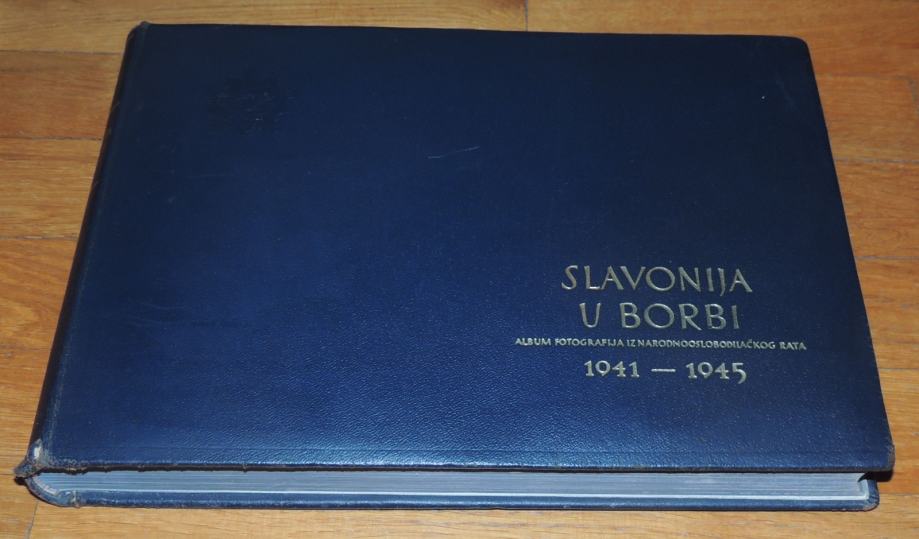 SLAVONIJA
U BORBI
ALBUM FOTOGRAFIJA IZ NARODNOOSLOBODILAČKOG RATA
1941 — 1945